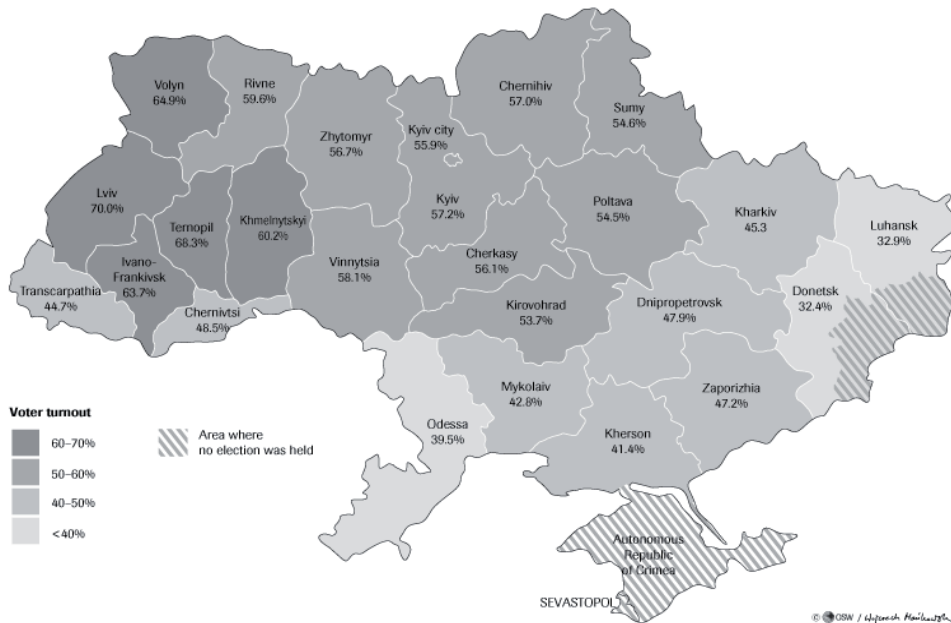 Volyn
64.9%
Rivne
59.6%
Zhytomyr
56.7%
Kyiv city
55.9%
Chernihiv
57.0%
Sumy
54.6%
Lviv
70.0%
Ternopil
68.3%
Khmelnytskyi
60.2%
Kyiv
57.2%
Poltava
54.5%
Kharkiv
45.3
Luhansk
32.9%
Ivano-
Frankivsk
63.7%
Vinnytsia
58.1%
Cherkasy
56.1%
Transcarpathia
44.7%
Chernivtsi
48.5%
Kirovohrad
53.7%
Dnipropetrovsk
47.9%
Donetsk
32.4%
Mykolaiv
42.8%
Zaporizhia
47.2%
Odessa
39.5%
Kherson
41.4%
Voter turnout
60–70%
50–60%
40–50%
<40%
Area where
no election was held
Autonomous
Republic
of Crimea
SEVASTOPOL
© OSW /